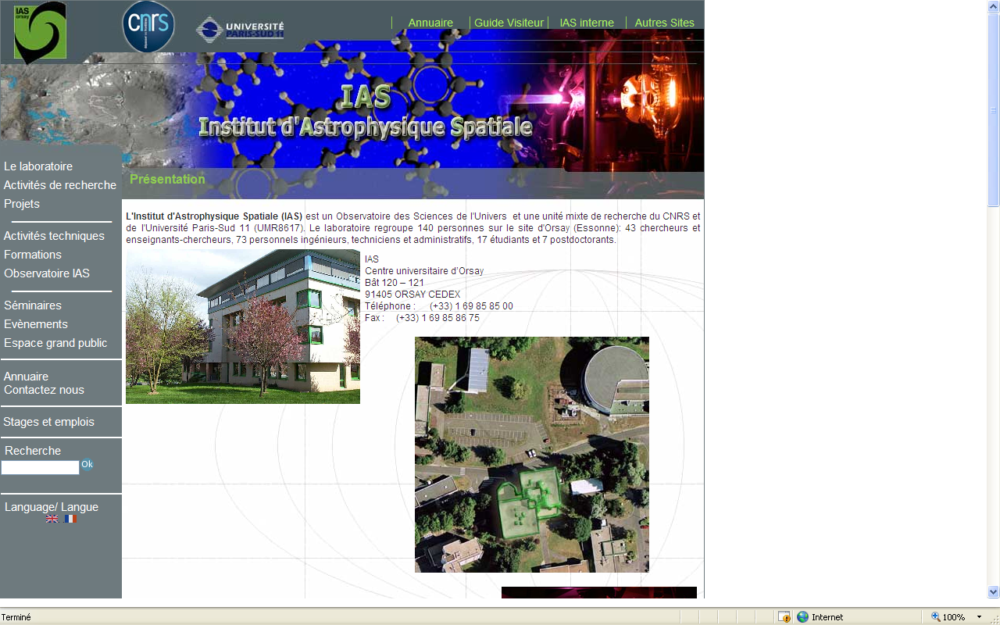 IAS
orsay
cnrs
UNIVERSITÉ
PARIS-SUD 11
Annuaire
Guide Visiteur
IAS interne
Autres Sites
IAS
Institut d'Astrophysique Spatiale
Le laboratoire
Activités de recherche
Projets
Activités techniques
Formations
Observatoire IAS
Séminaires
Evènements
Espace grand public
Annuaire
Contactez nous
Stages et emplois
Recherche
Ok
Language/ Langue
Présentation
L'Institut d'Astrophysique Spatiale (IAS) est un Observatoire des Sciences de l'Univers et une unité mixte de recherche du CNRS et
de l'Université Paris-Sud 11 (UMR8617). Le laboratoire regroupe 140 personnes sur le site d'Orsay (Essonne): 43 chercheurs et
enseignants-chercheurs, 73 personnels ingénieurs, techniciens et administratifs, 17 étudiants et 7 postdoctorants.
IAS
Centre universitaire d’Orsay
Bât 120 – 121
91405 ORSAY CEDEX
Téléphone : (+33) 1 69 85 85 00
Fax : (+33) 1 69 85 86 75
Terminé
Internet
100%